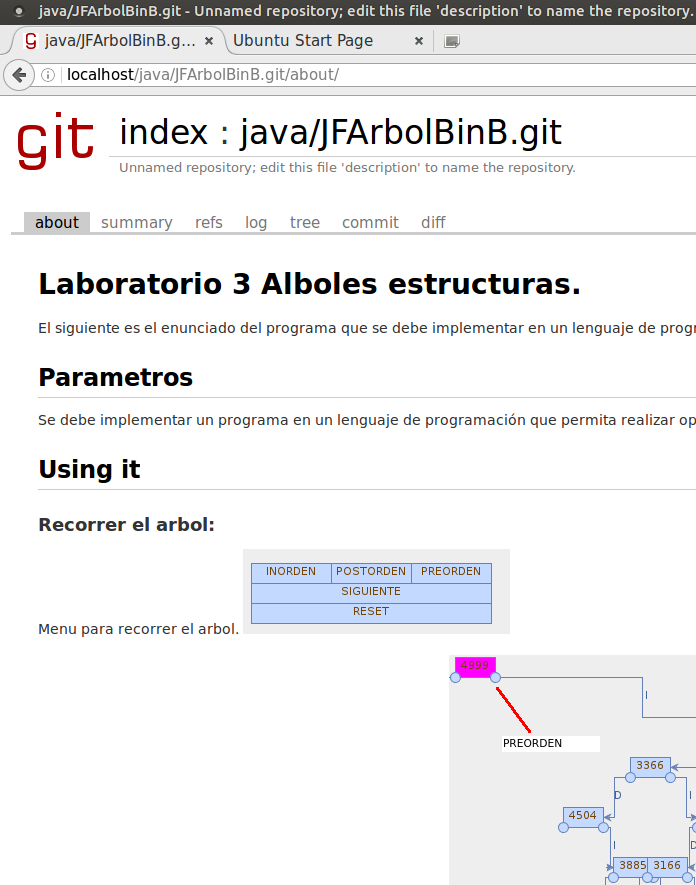 java/JFArbolBinB.git - Unnamed repository; edit this file 'description' to name the repository.
java/JFArbolBinB.g... Ubuntu Start Page
localhost/java/JFArbolBinB.git/about/
git
index : java/JFArbolBinB.git
Unnamed repository; edit this file 'description' to name the repository.
about summary refs log tree commit diff
Laboratorio 3 Alboles estructuras.
El siguiente es el enunciado del programa que se debe implementar en un lenguaje de progr
Parametros
Se debe implementar un programa en un lenguaje de programación que permita realizar op
Using it
Recorrer el arbol:
INORDEN POSTORDEN PREORDEN
SIGUIENTE
RESET
Menu para recorrer el arbol.
4999
I
PREORDEN
3366
D I
4504
I D
3885 3166